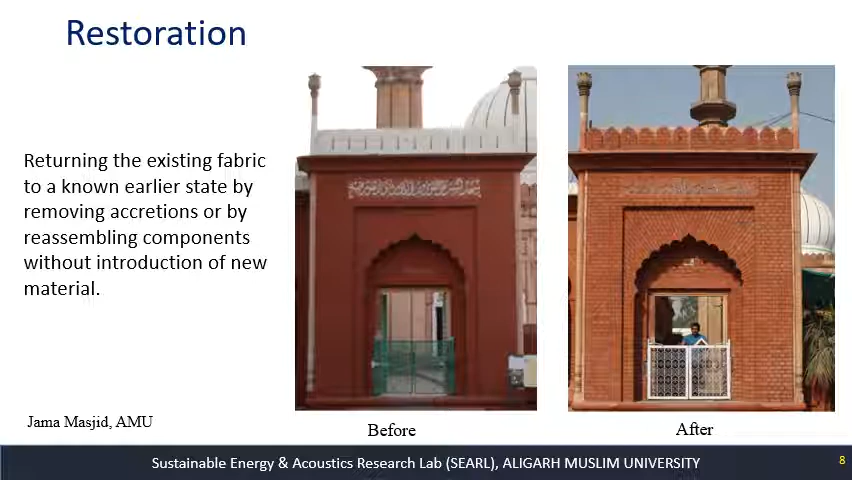 Restoration
Returning the existing fabric
to a known earlier state by
removing accretions or by
reassembling components
without introduction of new
material.
Jama Masjid, AMU
Before
After
Sustainable Energy & Acoustics Research Lab (SEARL), ALIGARH MUSLIM UNIVERSITY
8